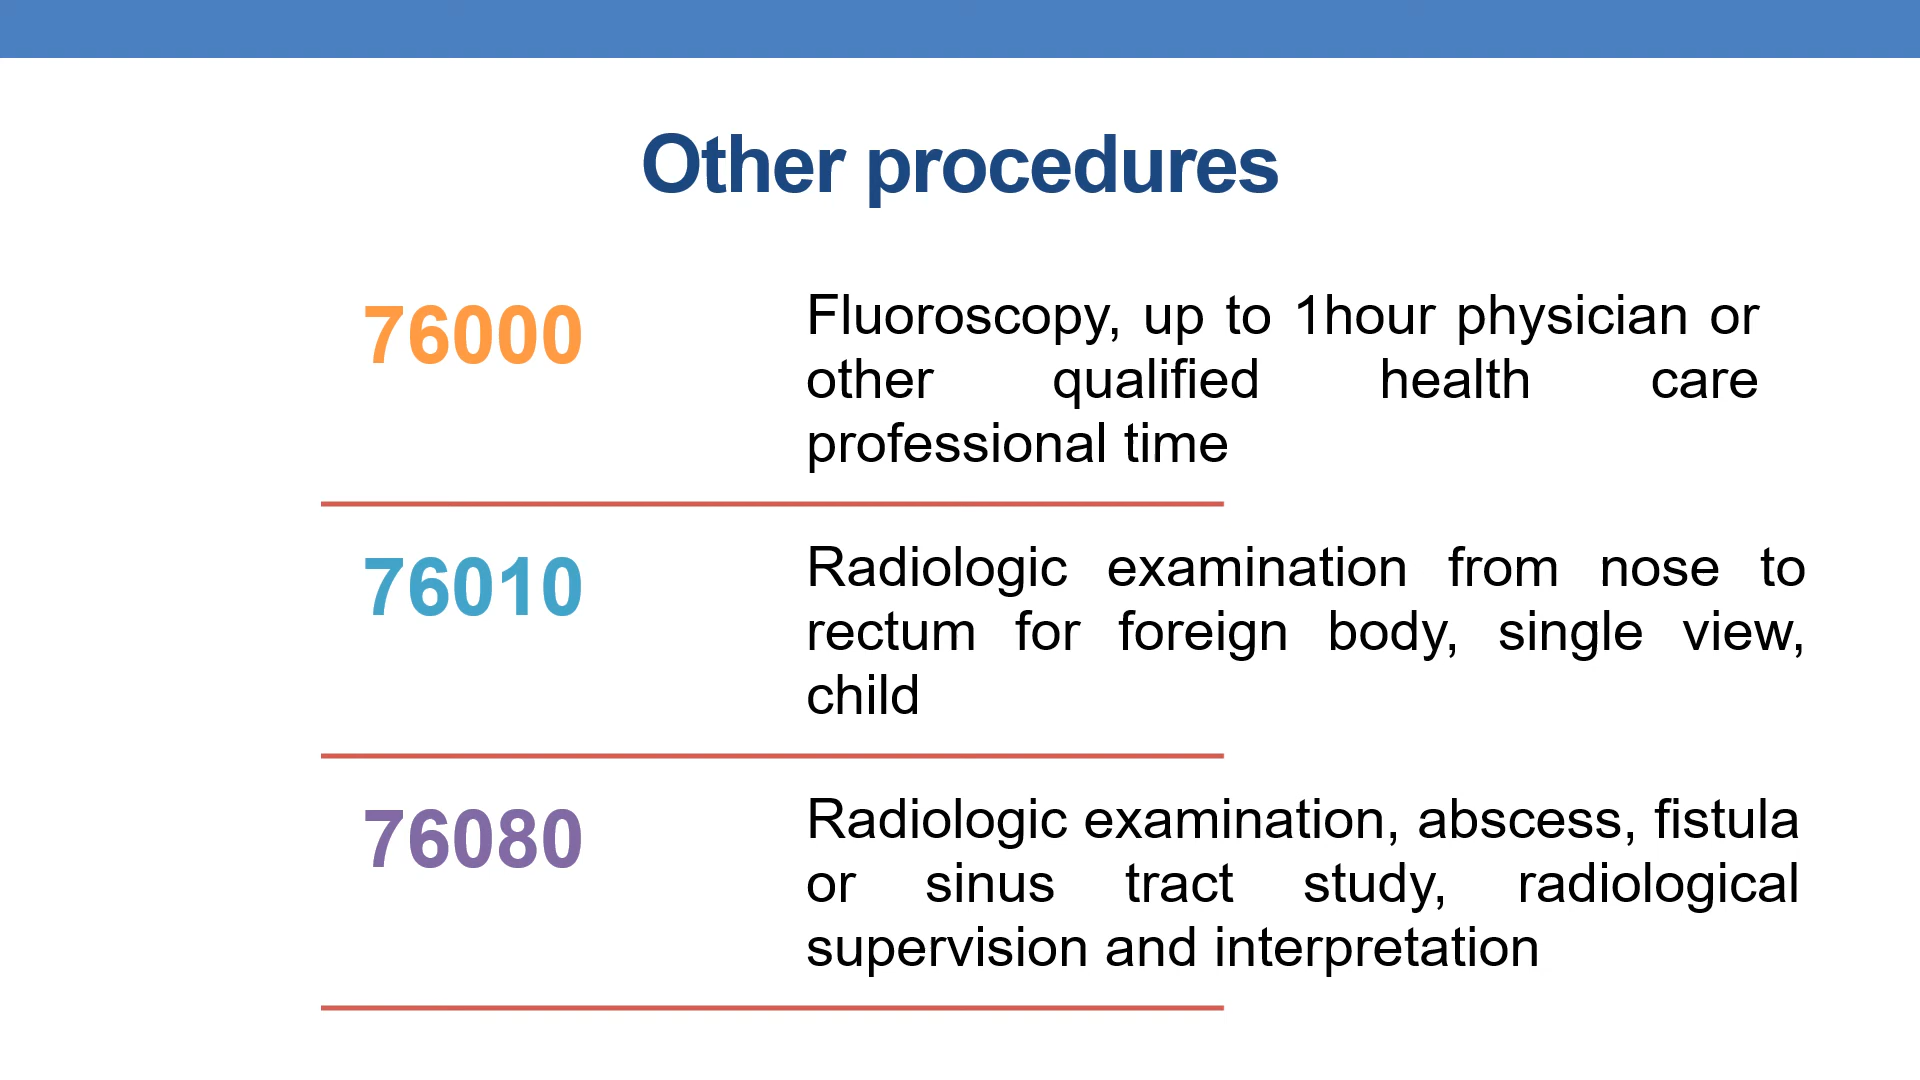 Other procedures
76000
Fluoroscopy, up to 1hour physician or
other qualified health care
professional time
76010
Radiologic examination from nose to
rectum for foreign body, single view,
child
76080
Radiologic examination, abscess, fistula
or sinus tract study, radiological
supervision and interpretation